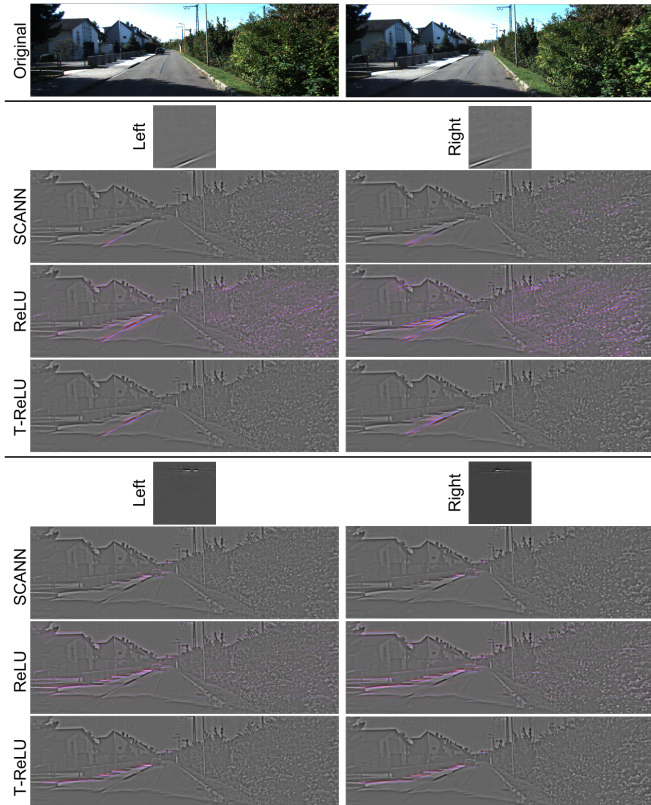 Original
Left
Right
SCANN
ReLU
T-ReLU
Left
Right
SCANN
ReLU
T-ReLU